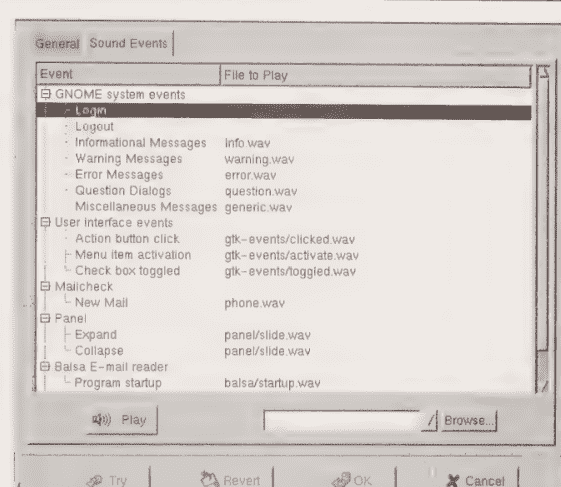 General Sound Events
Event File to Play
GNOME system events
Login
Logout
Informational Messages info.wav
Warning Messages warning.wav
Error Messages error.wav
Question Dialogs question.wav
Miscellaneous Messages generic.wav
User interface events
Action button click gtk-events/clicked.wav
Menu item activation gtk-events/activate.wav
Check box toggled gtk-events/toggled.wav
Mailcheck
New Mail phone.wav
Panel
Expand panel/slide.wav
Collapse panel/slide.wav
Balsa E-mail reader
Program startup balsa/startup.wav
Play Browse...
Try Revert OK Cancel